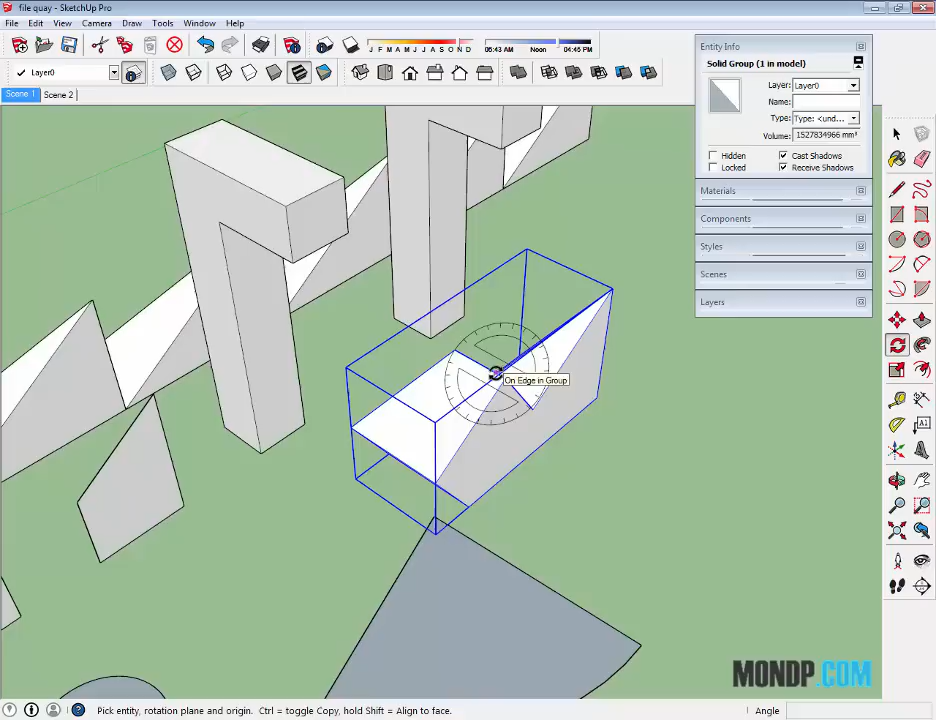 file quay - SketchUp Pro
File Edit View Camera Draw Tools Window Help
J F M A M J J A S O N D
06:43 AM Noon 04:45 PM
Layer0
Scene 1 Scene 2
Entity Info
Solid Group (1 in model)
Layer: Layer0
Name:
Type: Type: <und...
Volume: 1527834966 mm³
Hidden Cast Shadows
Locked Receive Shadows
Materials
Components
Styles
Scenes
Layers
On Edge in Group
MONDP.COM
Pick entity, rotation plane and origin. Ctrl = toggle Copy, hold Shift = Align to face. Angle